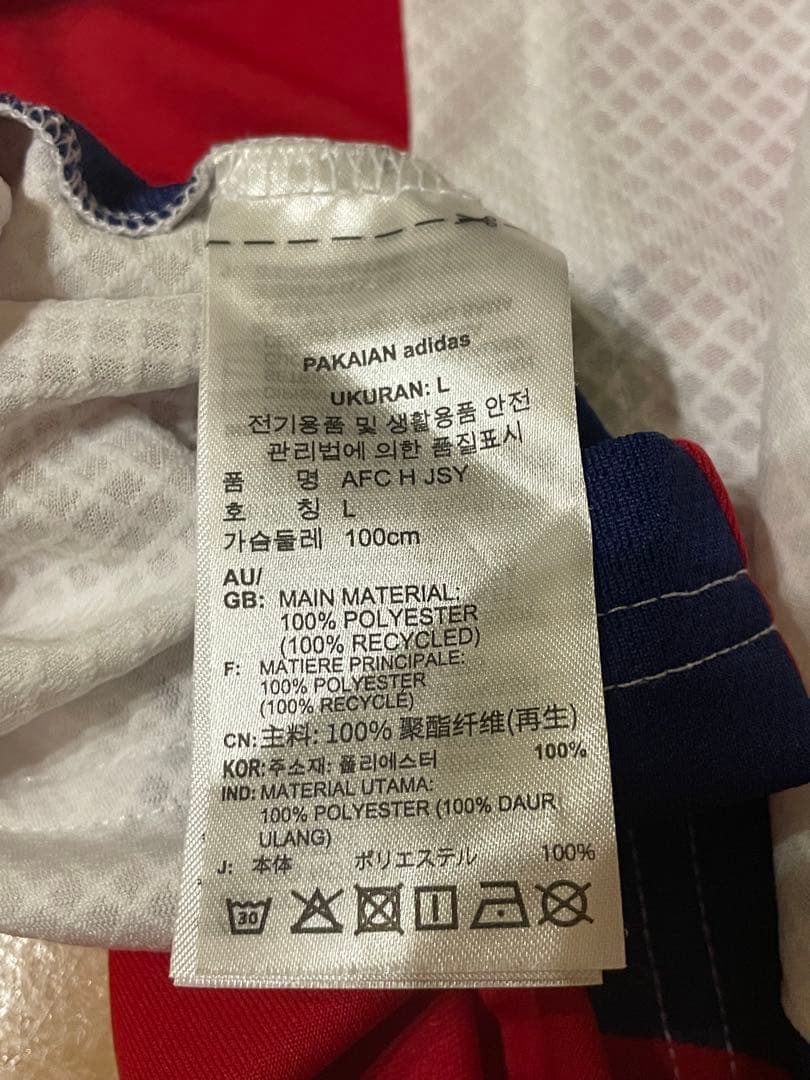 PAKAIAN adidas
UKURAN: L
전기용품 및 생활용품 안전
관리법에 의한 품질표시
품 명 AFC H JSY
호 칭 L
가슴둘레 100cm
AU/
GB: MAIN MATERIAL:
100% POLYESTER
(100% RECYCLED)
F: MATIERE PRINCIPALE:
100% POLYESTER
(100% RECYCLÉ)
CN: 主料: 100% 聚酯纤维(再生)
KOR: 주소재: 폴리에스터 100%
IND: MATERIAL UTAMA:
100% POLYESTER (100% DAUR
ULANG)
J: 本体 ポリエステル 100%
30